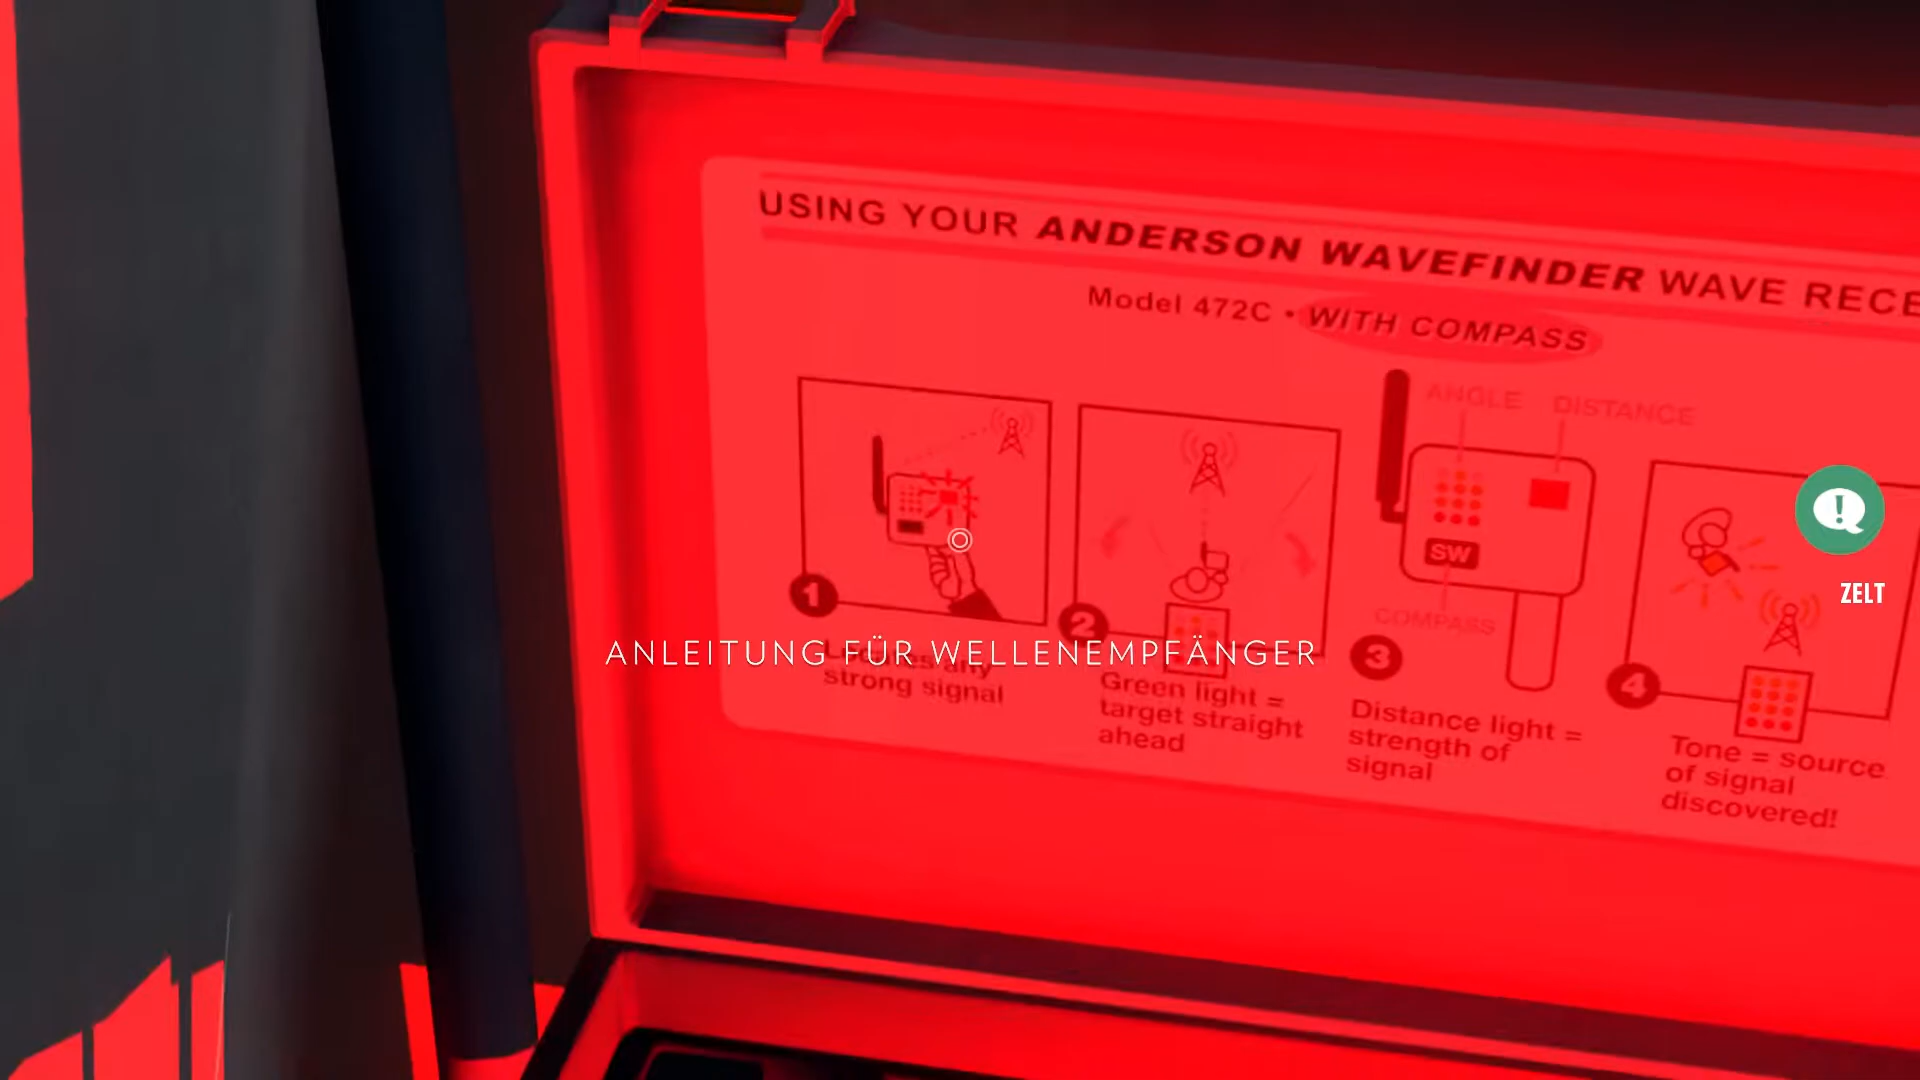 USING YOUR ANDERSON WAVEFINDER WAVE RECE
Model 472C • WITH COMPASS
ANGLE DISTANCE
SW
COMPASS
1
2
3
4
ZELT
ANLEITUNG FÜR WELLENEMPFÄNGER
Locates any
strong signal
Green light =
target straight
ahead
Distance light =
strength of
signal
Tone = source
of signal
discovered!